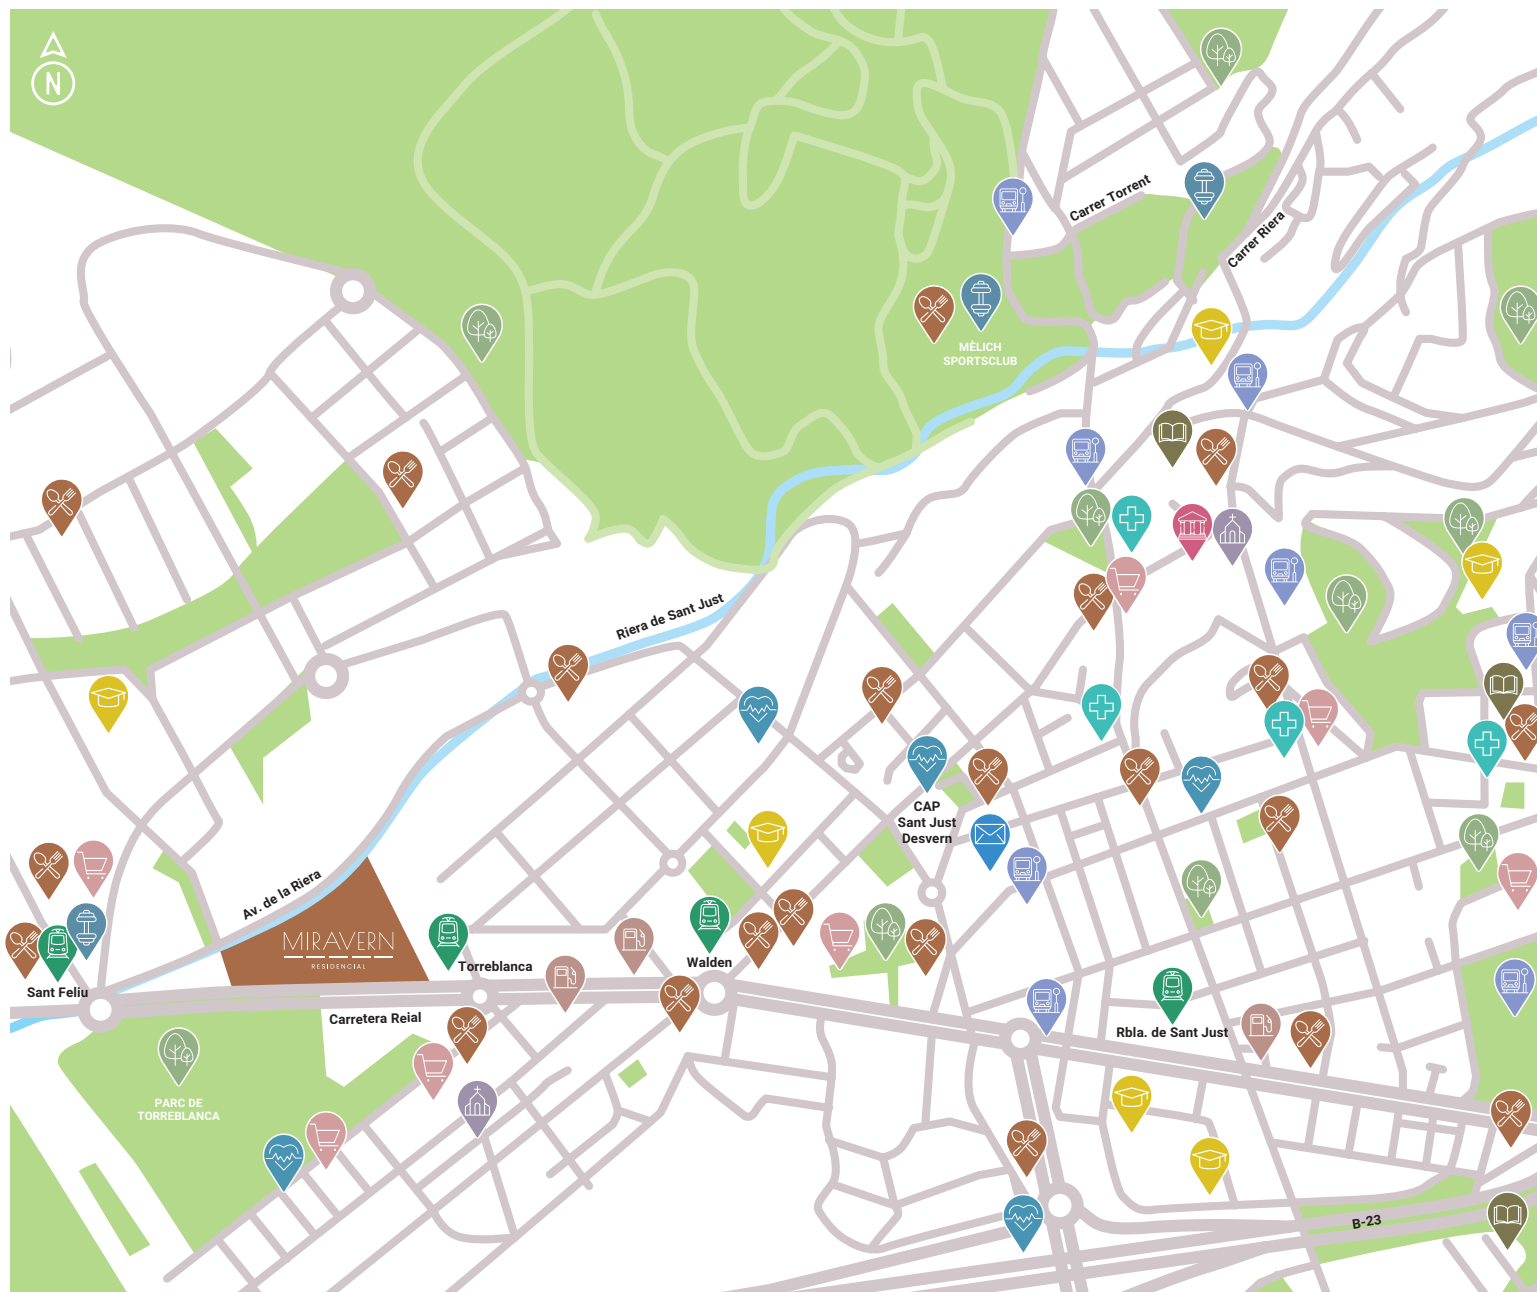 N
Carrer Torrent
Carrer Riera
MÈLICH
SPORTSCLUB
Riera de Sant Just
CAP
Sant Just
Desvern
Av. de la Riera
MIRAVERN
RESIDENCIAL
Torreblanca
Walden
Sant Feliu
Carretera Reial
Rbla. de Sant Just
PARC DE
TORREBLANCA
B-23